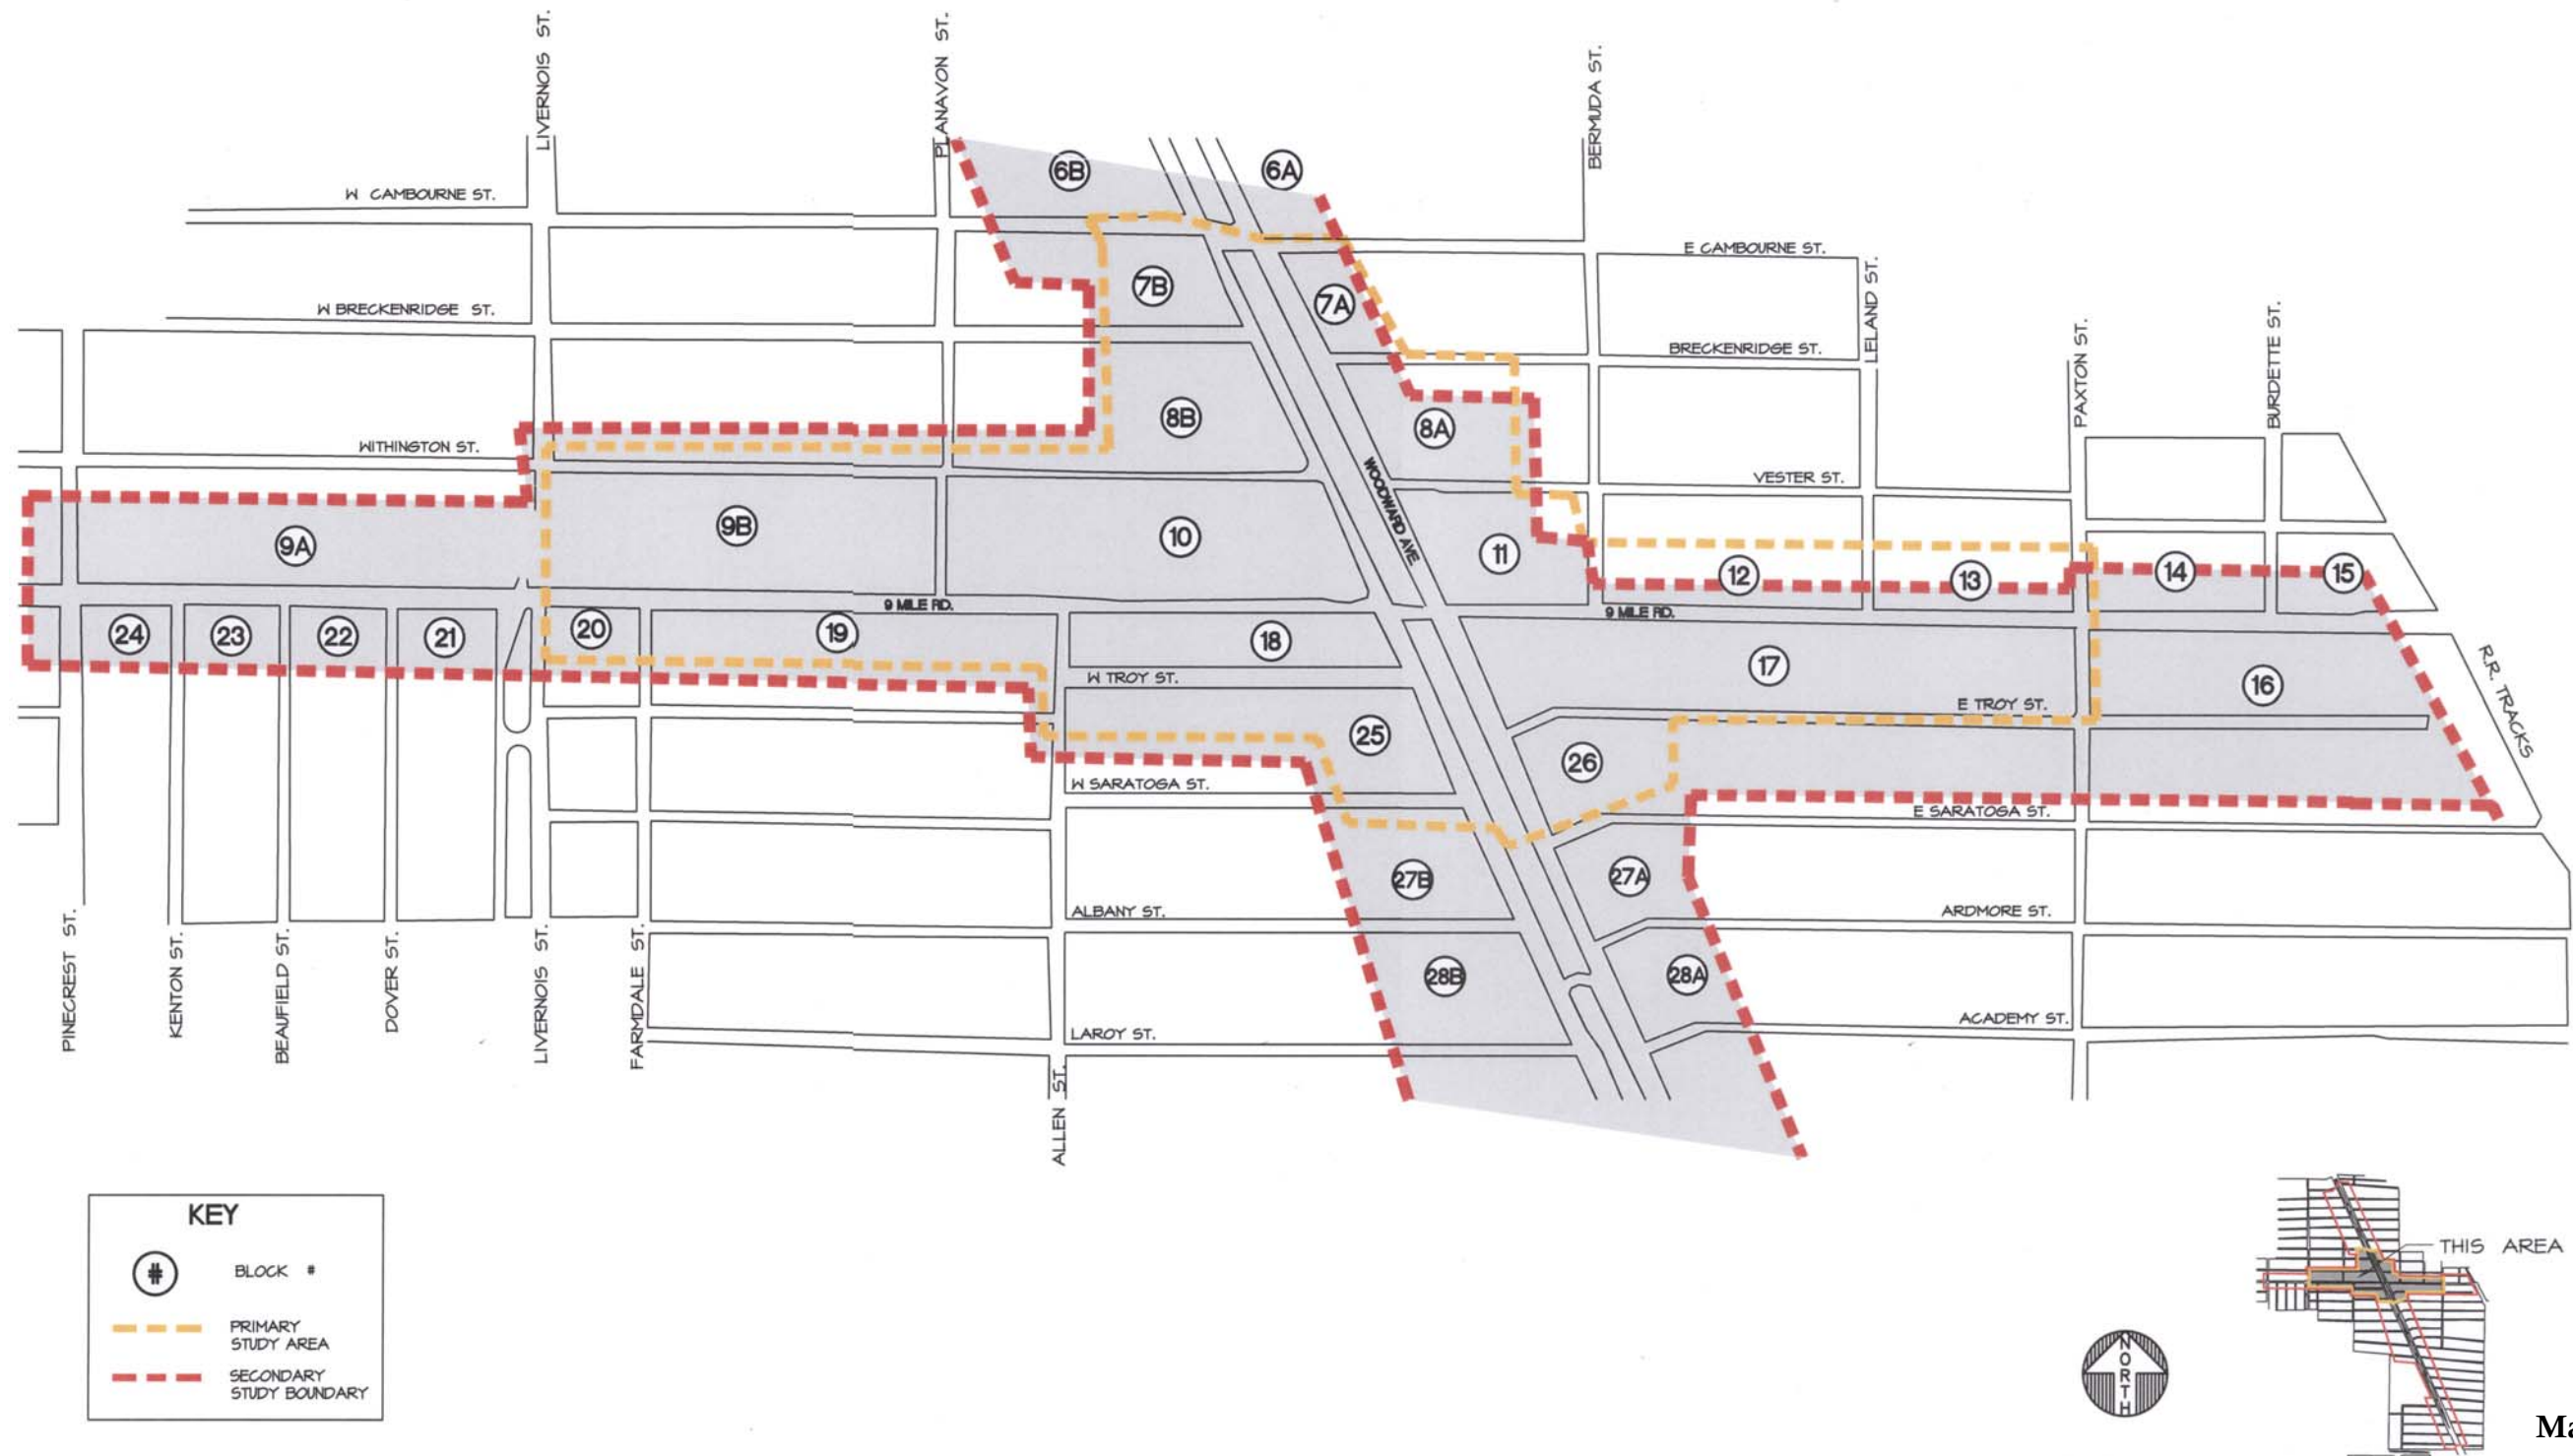 LIVERNOIS ST.
PLANAVON ST.
BERMUDA ST.
6B
6A
W CAMBOURNE ST.
E CAMBOURNE ST.
LELAND ST.
7B
7A
W BRECKENRIDGE ST.
BRECKENRIDGE ST.
PAXTON ST.
BURDETTE ST.
8B
8A
WITHINGTON ST.
VESTER ST.
WOODWARD AVE
9A
9B
10
11
12
13
14
15
9 MILE RD.
9 MILE RD.
24
23
22
21
20
19
18
17
16
W TROY ST.
E TROY ST.
R.R. TRACKS
25
26
W SARATOGA ST.
E SARATOGA ST.
27B
27A
ALBANY ST.
ARDMORE ST.
28B
28A
LAROY ST.
ACADEMY ST.
PINECREST ST.
KENTON ST.
BEAUFIELD ST.
DOVER ST.
LIVERNOIS ST.
FARMDALE ST.
ALLEN ST.
KEY
#
BLOCK #
PRIMARY
STUDY AREA
SECONDARY
STUDY BOUNDARY
THIS AREA
NORTH